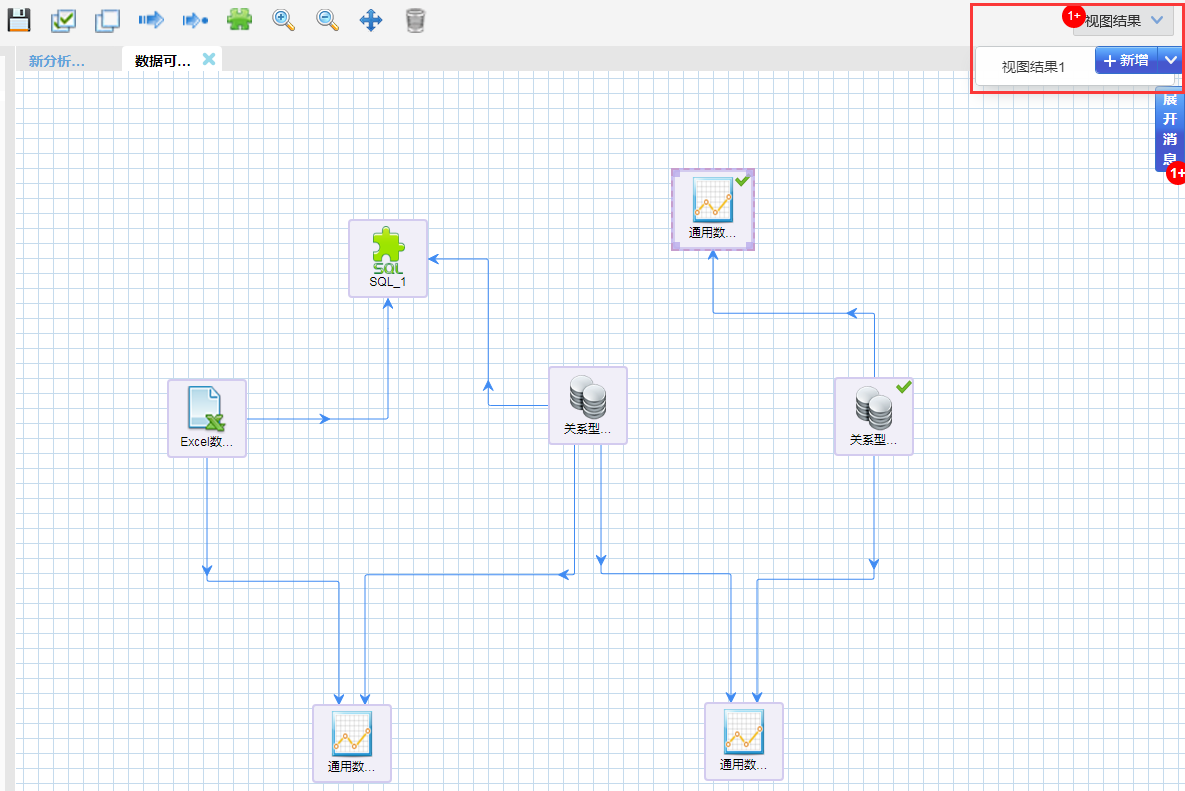 1+
视图结果
新分析...
数据可...
视图结果1
新增
展
开
消
息
1+
通用数...
SQL
SQL_1
关系型...
Excel数...
关系型...
通用数...
通用数...